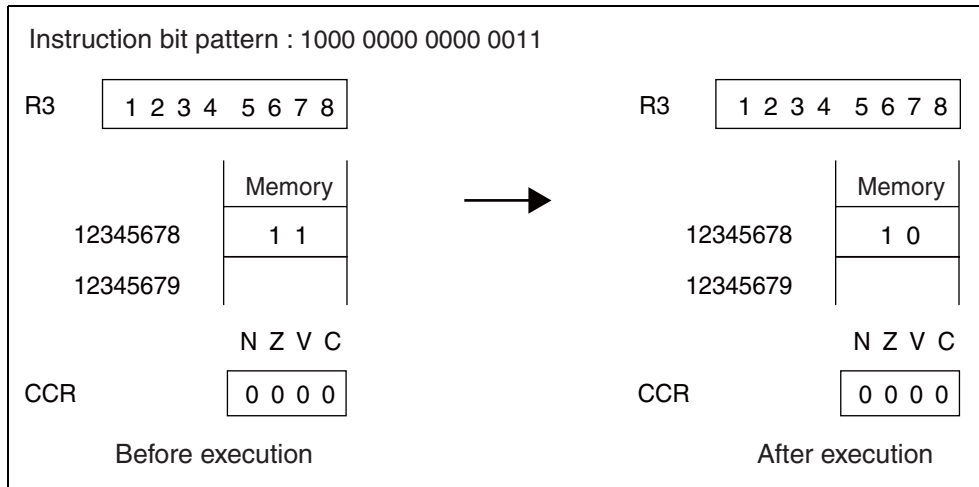 Instruction bit pattern : 1000 0000 0000 0011
R3 1 2 3 4 5 6 7 8 R3 1 2 3 4 5 6 7 8
Memory Memory
12345678 1 1 12345678 1 0
12345679 12345679
N Z V C N Z V C
CCR 0 0 0 0 CCR 0 0 0 0
Before execution After execution